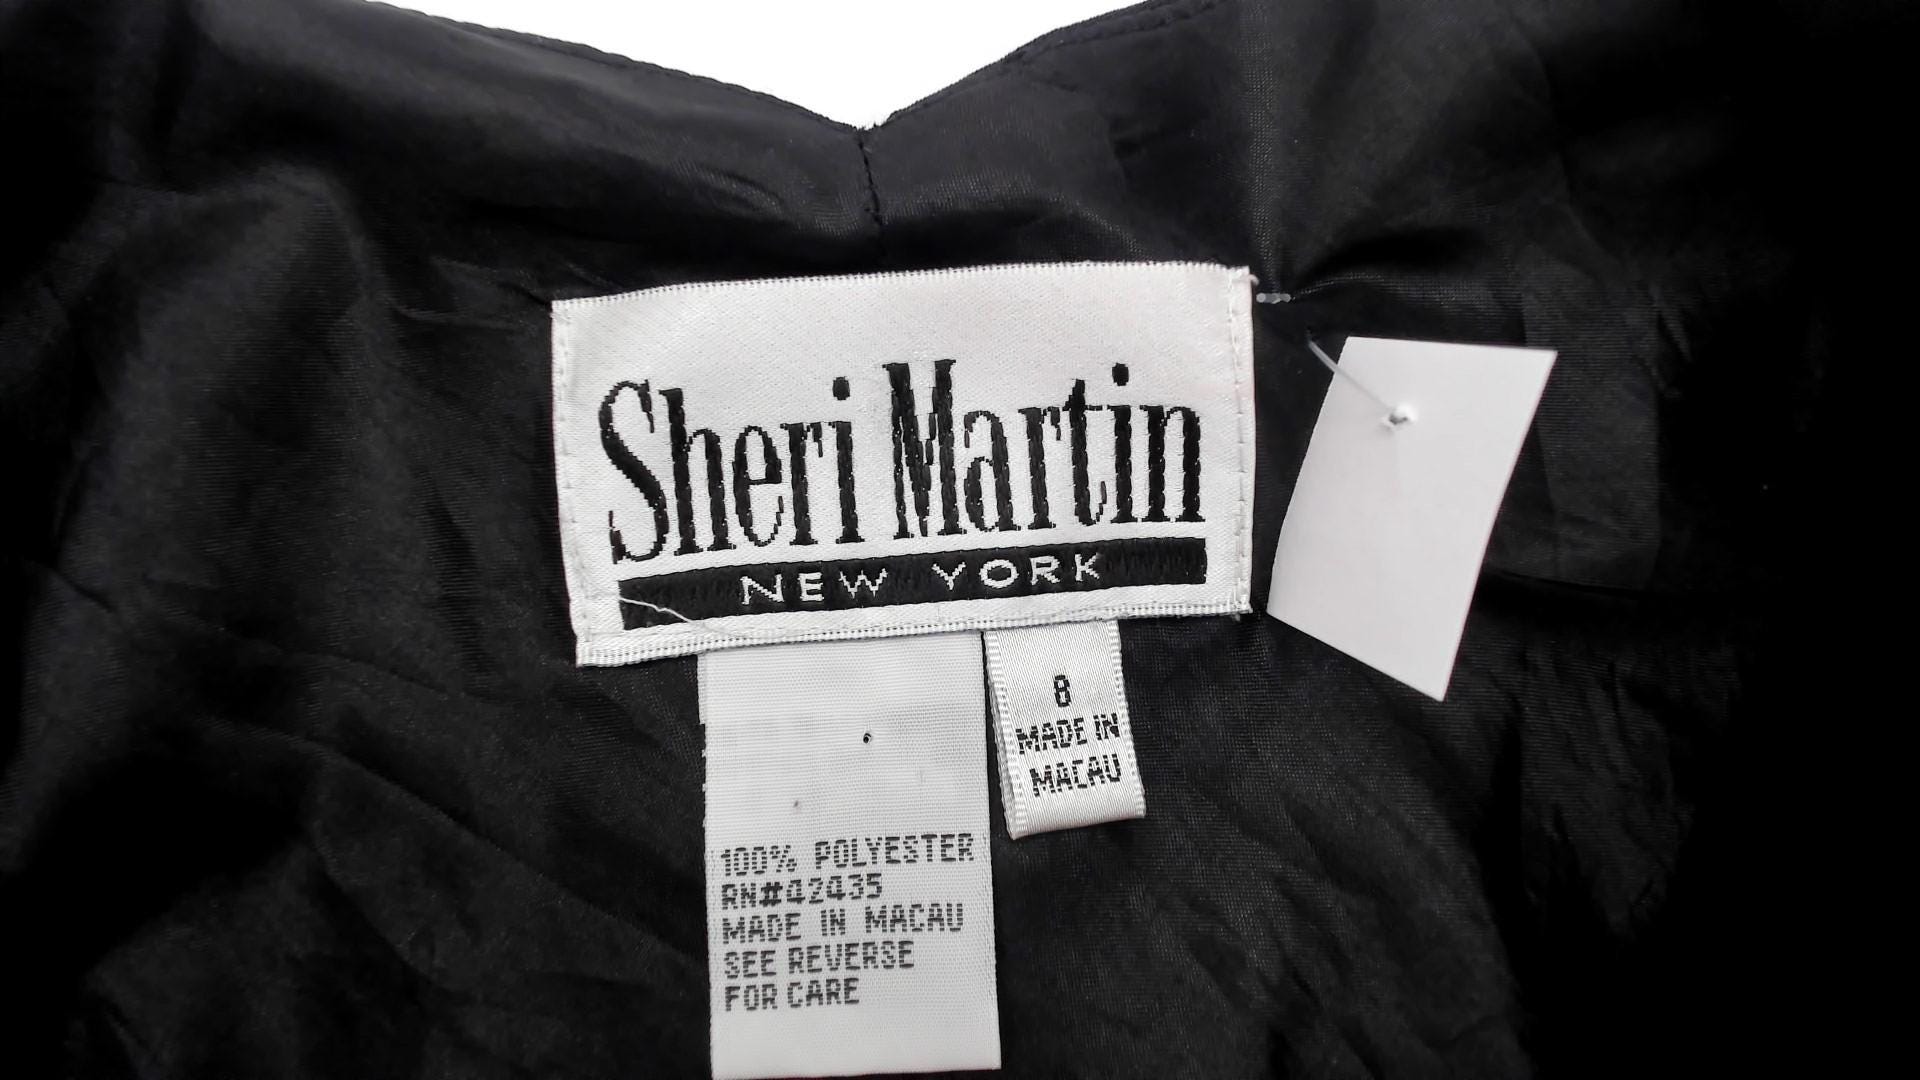 Sheri Martin
NEW YORK
8
MADE IN
MACAU
100% POLYESTER
RN#42435
MADE IN MACAU
SEE REVERSE
FOR CARE